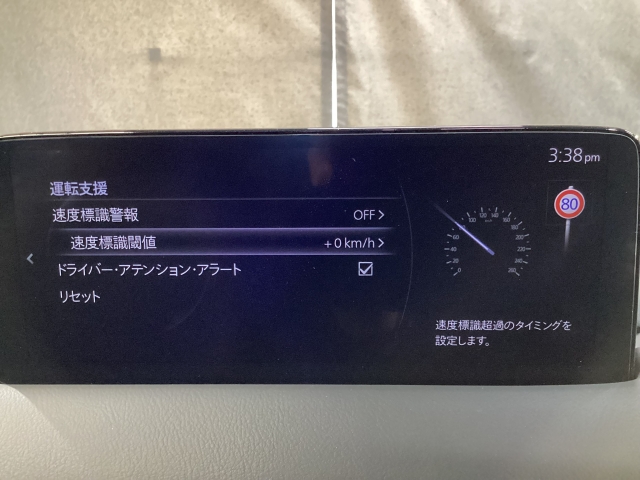 3:38pm
運転支援
速度標識警報 OFF >
速度標識閾値 +0 km/h >
ドライバー・アテンション・アラート
リセット
80
速度標識超過のタイミングを
設定します。